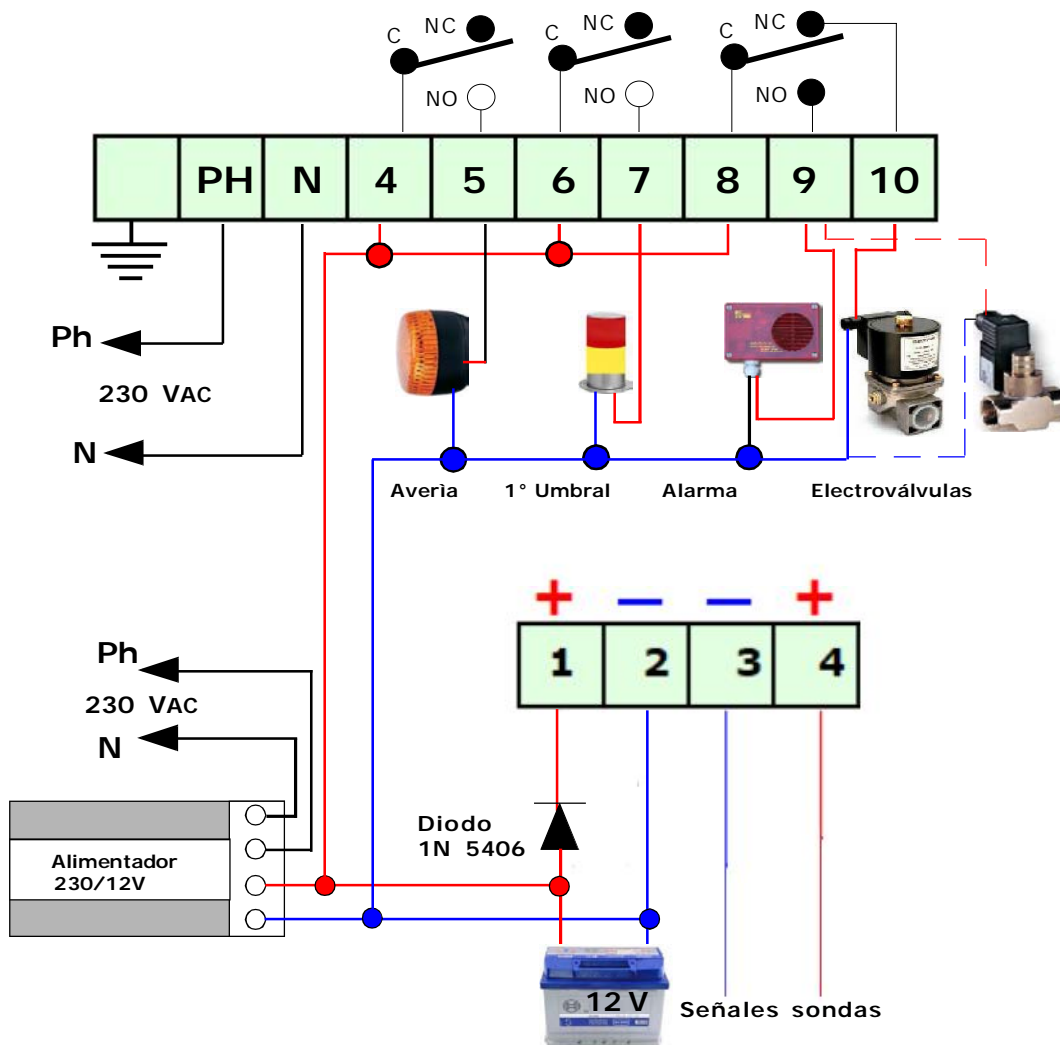 C NC C NC C NC
NO NO NO
PH N 4 5 6 7 8 9 10
Ph
230 VAC
N
Averìa 1° Umbral Alarma Electroválvulas
+ — — +
1 2 3 4
Ph
230 VAC
N
Diodo
1N 5406
Alimentador
230/12V
12 V
Señales sondas